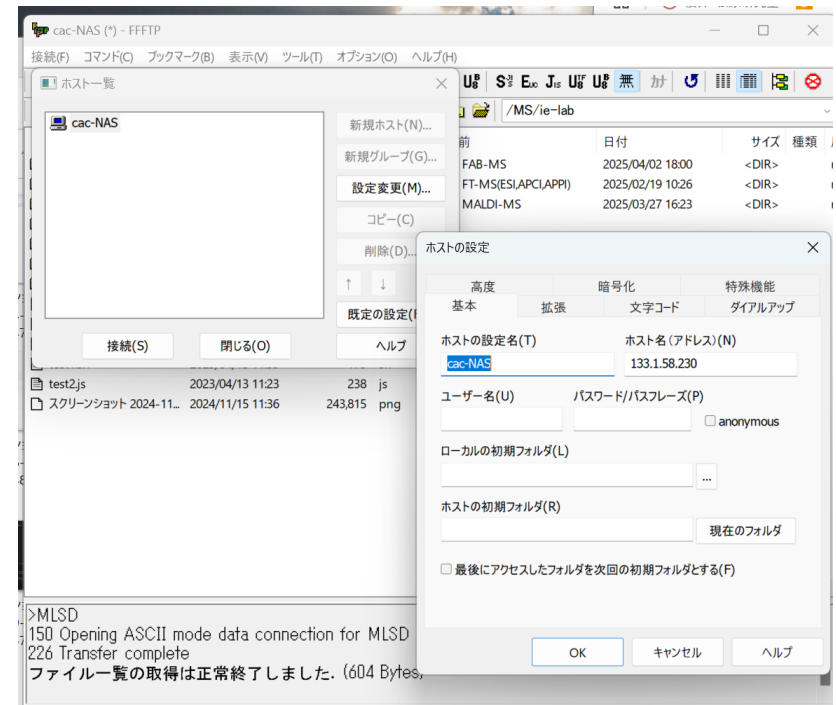 cac-NAS (*) - FFFTP
接続(F) コマンド(C) ブックマーク(B) 表示(V) ツール(T) オプション(O) ヘルプ(H)
無
/MS/ie-lab
日付 サイズ 種類
FAB-MS 2025/04/02 18:00 <DIR>
FT-MS(ESI,APCI,APPI) 2025/02/19 10:26 <DIR>
MALDI-MS 2025/03/27 16:23 <DIR>
ホスト一覧
cac-NAS
新規ホスト(N)...
新規グループ(G)...
設定変更(M)...
コピー(C)
削除(D)...
↑ ↓
既定の設定(
接続(S) 閉じる(O) ヘルプ
test2.js 2023/04/13 11:23 238 js
スクリーンショット 2024-11... 2024/11/15 11:36 243,815 png
ホストの設定
高度 暗号化 特殊機能
基本 拡張 文字コード ダイアルアップ
ホストの設定名(T) ホスト名(アドレス)(N)
cac-NAS 133.1.58.230
ユーザー名(U) パスワード/パスフレーズ(P)
anonymous
ローカルの初期フォルダ(L)
...
ホストの初期フォルダ(R)
現在のフォルダ
最後にアクセスしたフォルダを次回の初期フォルダとする(F)
OK キャンセル ヘルプ
>MLSD
150 Opening ASCII mode data connection for MLSD
226 Transfer complete
ファイル一覧の取得は正常終了しました. (604 Bytes)